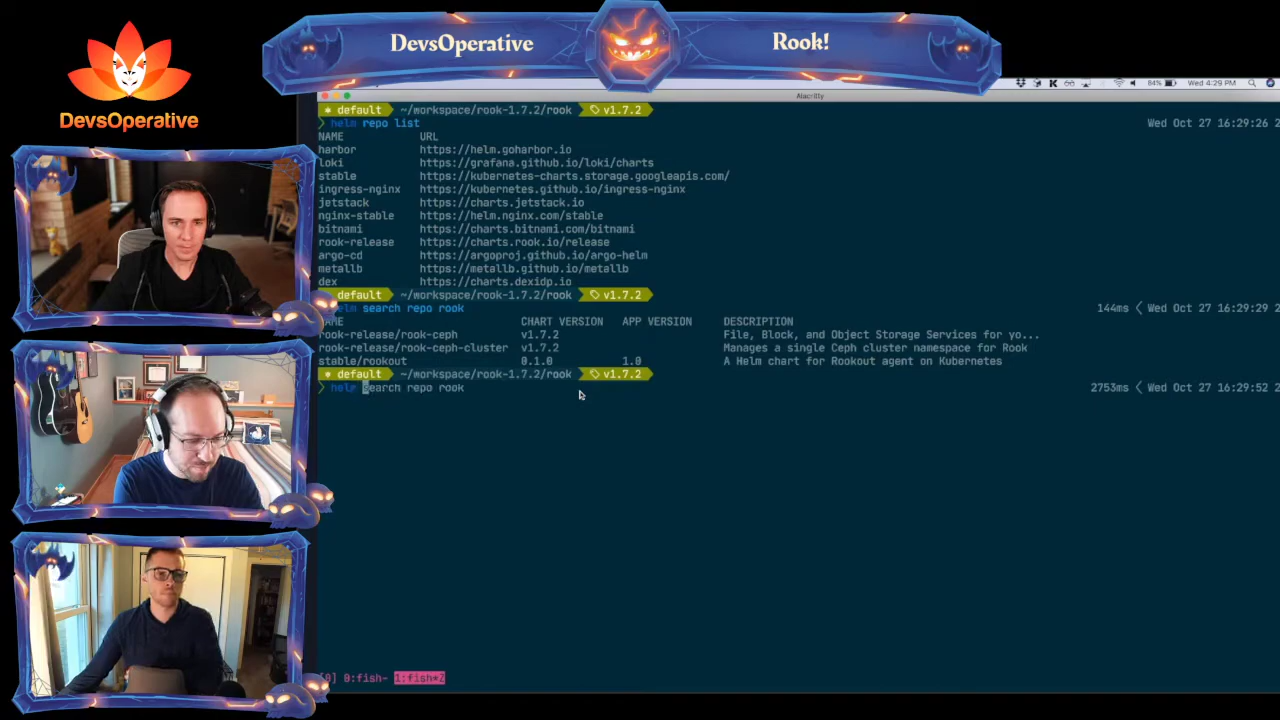 DevsOperative
Rook!
DevsOperative
84%
Wed 4:29 PM
Alacritty
default ~/workspace/rook-1.7.2/rook v1.7.2
helm repo list Wed Oct 27 16:29:26 2
NAME URL
harbor https://helm.goharbor.io
loki https://grafana.github.io/loki/charts
stable https://kubernetes-charts.storage.googleapis.com/
ingress-nginx https://kubernetes.github.io/ingress-nginx
jetstack https://charts.jetstack.io
nginx-stable https://helm.nginx.com/stable
bitnami https://charts.bitnami.com/bitnami
rook-release https://charts.rook.io/release
argo-cd https://argoproj.github.io/argo-helm
metallb https://metallb.github.io/metallb
dex https://charts.dexidp.io
default ~/workspace/rook-1.7.2/rook v1.7.2
helm search repo rook 144ms Wed Oct 27 16:29:29 2
NAME CHART VERSION APP VERSION DESCRIPTION
rook-release/rook-ceph v1.7.2 File, Block, and Object Storage Services for yo...
rook-release/rook-ceph-cluster v1.7.2 Manages a single Ceph cluster namespace for Rook
stable/rookout 0.1.0 1.0 A Helm chart for Rookout agent on Kubernetes
default ~/workspace/rook-1.7.2/rook v1.7.2
helm search repo rook 2753ms Wed Oct 27 16:29:52 2
[0] 0:fish- 1:fish*Z